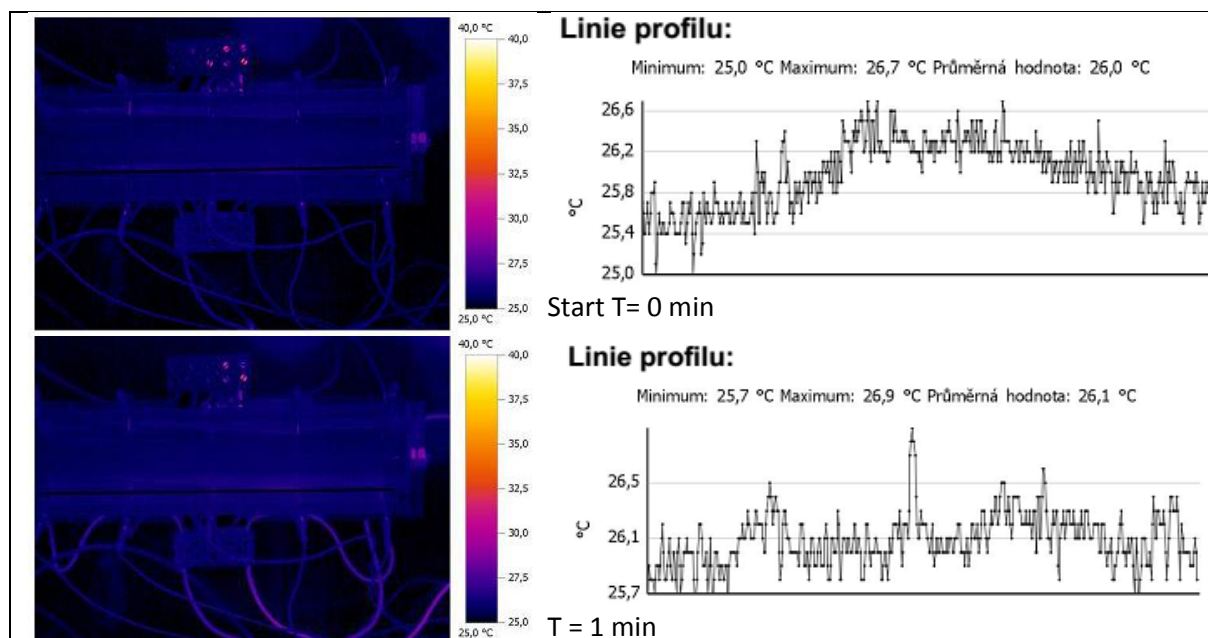 40,0 °C
40,0
37,5
35,0
32,5
30,0
27,5
25,0
25,0 °C
Linie profilu:
Minimum: 25,0 °C Maximum: 26,7 °C Průměrná hodnota: 26,0 °C
26,6
26,2
25,8
25,4
25,0
°C
Start T= 0 min
40,0 °C
40,0
37,5
35,0
32,5
30,0
27,5
25,0
25,0 °C
Linie profilu:
Minimum: 25,7 °C Maximum: 26,9 °C Průměrná hodnota: 26,1 °C
26,5
26,1
25,7
°C
T = 1 min